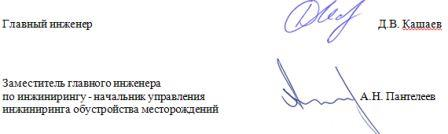 Главный инженер Д.В. Кашаев
Заместитель главного инженера
по инжинирингу - начальник управления А.Н. Пантелеев
инжиниринга обустройства месторождений